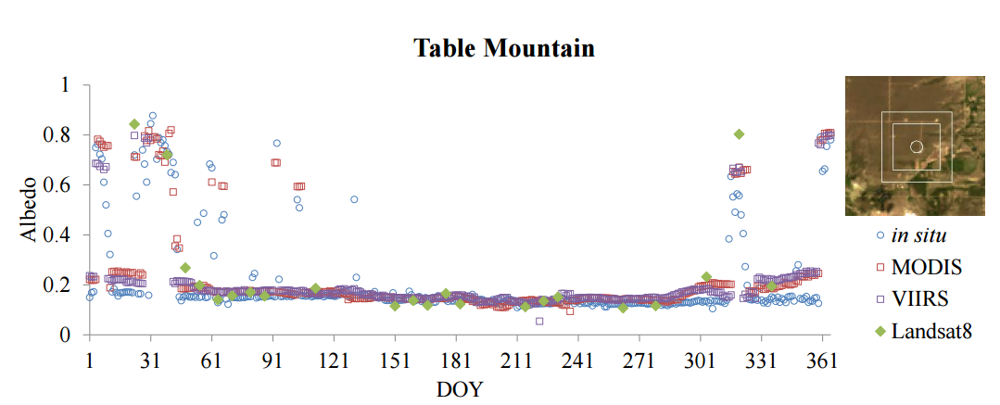 Table Mountain
1
0.8
0.6
0.4
0.2
0
Albedo
1 31 61 91 121 151 181 211 241 271 301 331 361
DOY
in situ
MODIS
VIIRS
Landsat8